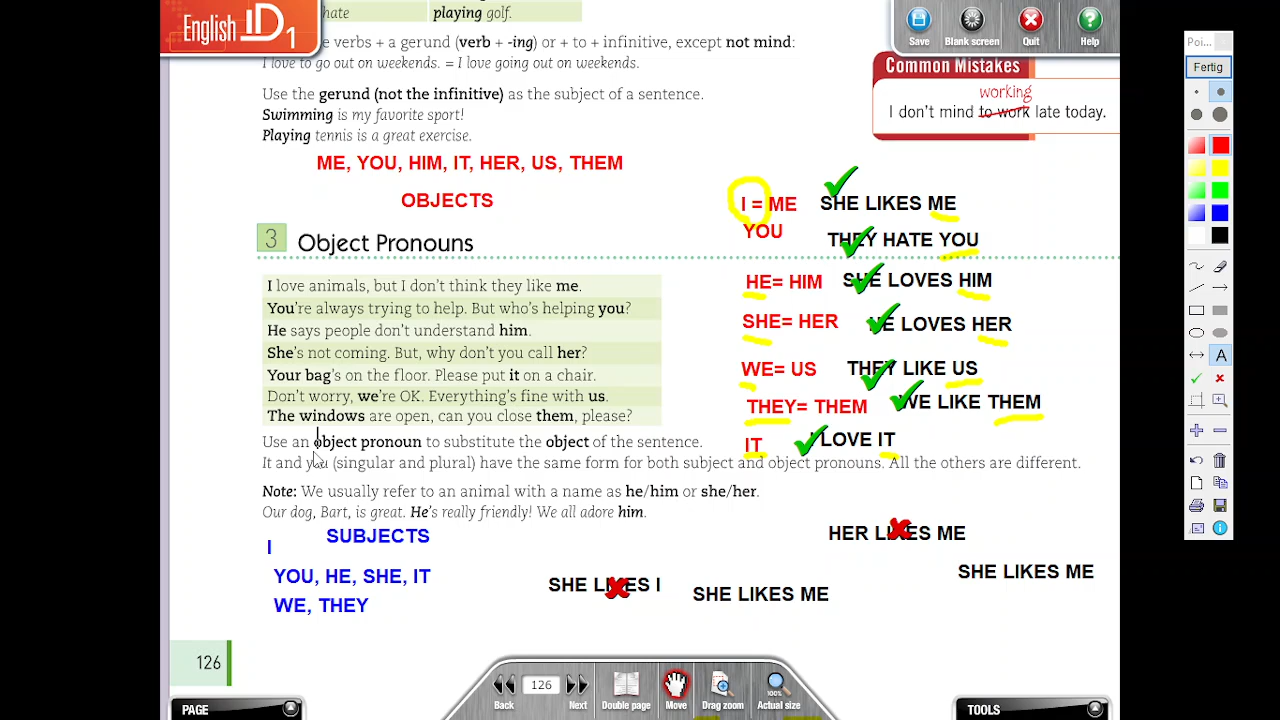 English ID 1
hate
playing golf.
Save
Blank screen
Quit
Help
verbs + a gerund (verb + -ing) or + to + infinitive, except not mind:
I love to go out on weekends. = I love going out on weekends.
Common Mistakes
working
I don't mind to work late today.
Use the gerund (not the infinitive) as the subject of a sentence.
Swimming is my favorite sport!
Playing tennis is a great exercise.
ME, YOU, HIM, IT, HER, US, THEM
OBJECTS
3 Object Pronouns
I love animals, but I don't think they like me.
You're always trying to help. But who's helping you?
He says people don't understand him.
She's not coming. But, why don't you call her?
Your bag's on the floor. Please put it on a chair.
Don't worry, we're OK. Everything's fine with us.
The windows are open, can you close them, please?
Use an object pronoun to substitute the object of the sentence.
It and you (singular and plural) have the same form for both subject and object pronouns. All the others are different.
Note: We usually refer to an animal with a name as he/him or she/her.
Our dog, Bart, is great. He's really friendly! We all adore him.
I = ME SHE LIKES ME
YOU THEY HATE YOU
HE= HIM SHE LOVES HIM
SHE= HER HE LOVES HER
WE= US THEY LIKE US
THEY= THEM WE LIKE THEM
IT I LOVE IT
SUBJECTS
I
YOU, HE, SHE, IT
WE, THEY
SHE LIKES I
SHE LIKES ME
HER LIKES ME
SHE LIKES ME
126
PAGE
Back
126
Next
Double page
Move
Drag zoom
100%
Actual size
TOOLS
Poi...
Fertig
A